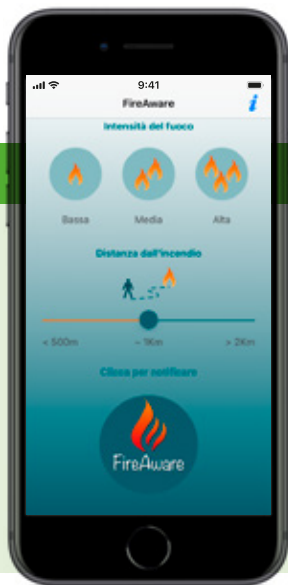 9:41
FireAware
i
Intensità del fuoco
Bassa Media Alta
Distanza dall'incendio
< 500m ~ 1Km > 2Km
Clicca per notificare
FireAware